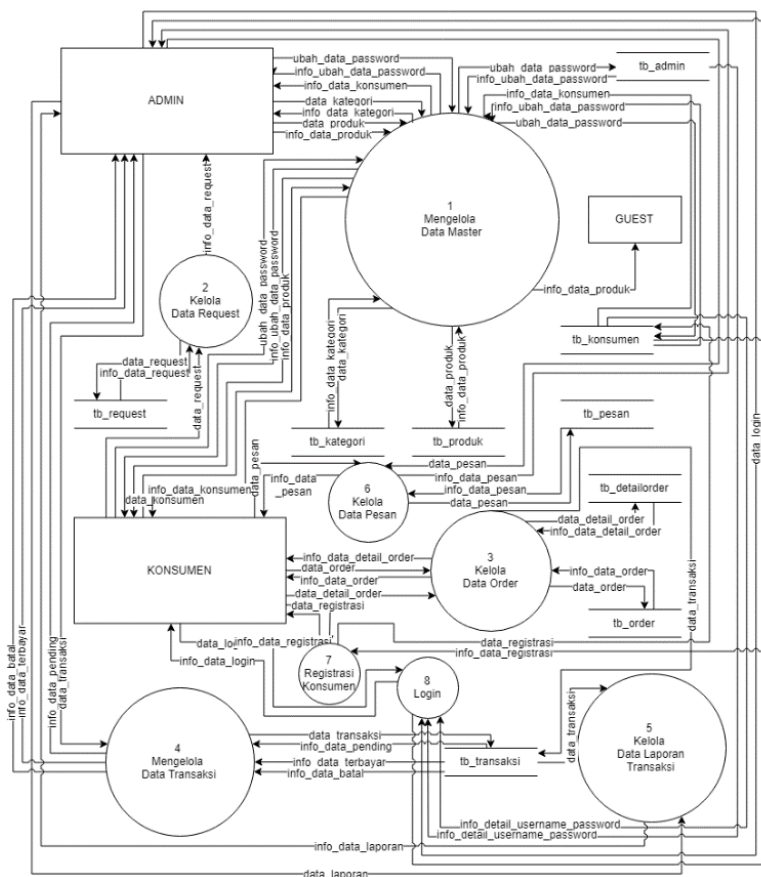 ubah_data_password
info_ubah_data_password
info_data_konsumen
data_kategori
info_data_kategori
data_produk
info_data_produk
ADMIN
ubah_data_password
info_ubah_data_password
tb_admin
info_data_konsumen
info_ubah_data_password
ubah_data_password
1
Mengelola
Data Master
GUEST
info_data_produk
info_data_request
2
Kelola
Data Request
ubah_data_password
info_ubah_data_password
info_data_produk
data_request
info_data_request
data_request
tb_request
info_data_kategori
data_kategori
data_produk
info_data_produk
tb_konsumen
tb_kategori
tb_produk
tb_pesan
data_login
data_pesan
info_data_konsumen
data_konsumen
info_data
_pesan
6
Kelola
Data Pesan
data_pesan
info_data_pesan
info_data_pesan
data_pesan
tb_detailorder
data_detail_order
info_data_detail_order
KONSUMEN
info_data_detail_order
data_order
info_data_order
data_detail_order
data_registrasi
3
Kelola
Data Order
info_data_order
data_order
tb_order
data_transaksi
info_data_registrasi
info_data_login
data_registrasi
info_data_registrasi
7
Registrasi
Konsumen
8
Login
info_data_batal
info_data_terbayar
info_data_pending
data_transaksi
4
Mengelola
Data Transaksi
data_transaksi
info_data_pending
info_data_terbayar
info_data_batal
tb_transaksi
data_transaksi
5
Kelola
Data Laporan
Transaksi
info_detail_username_password
info_detail_username_password
info_data_laporan
data_laporan